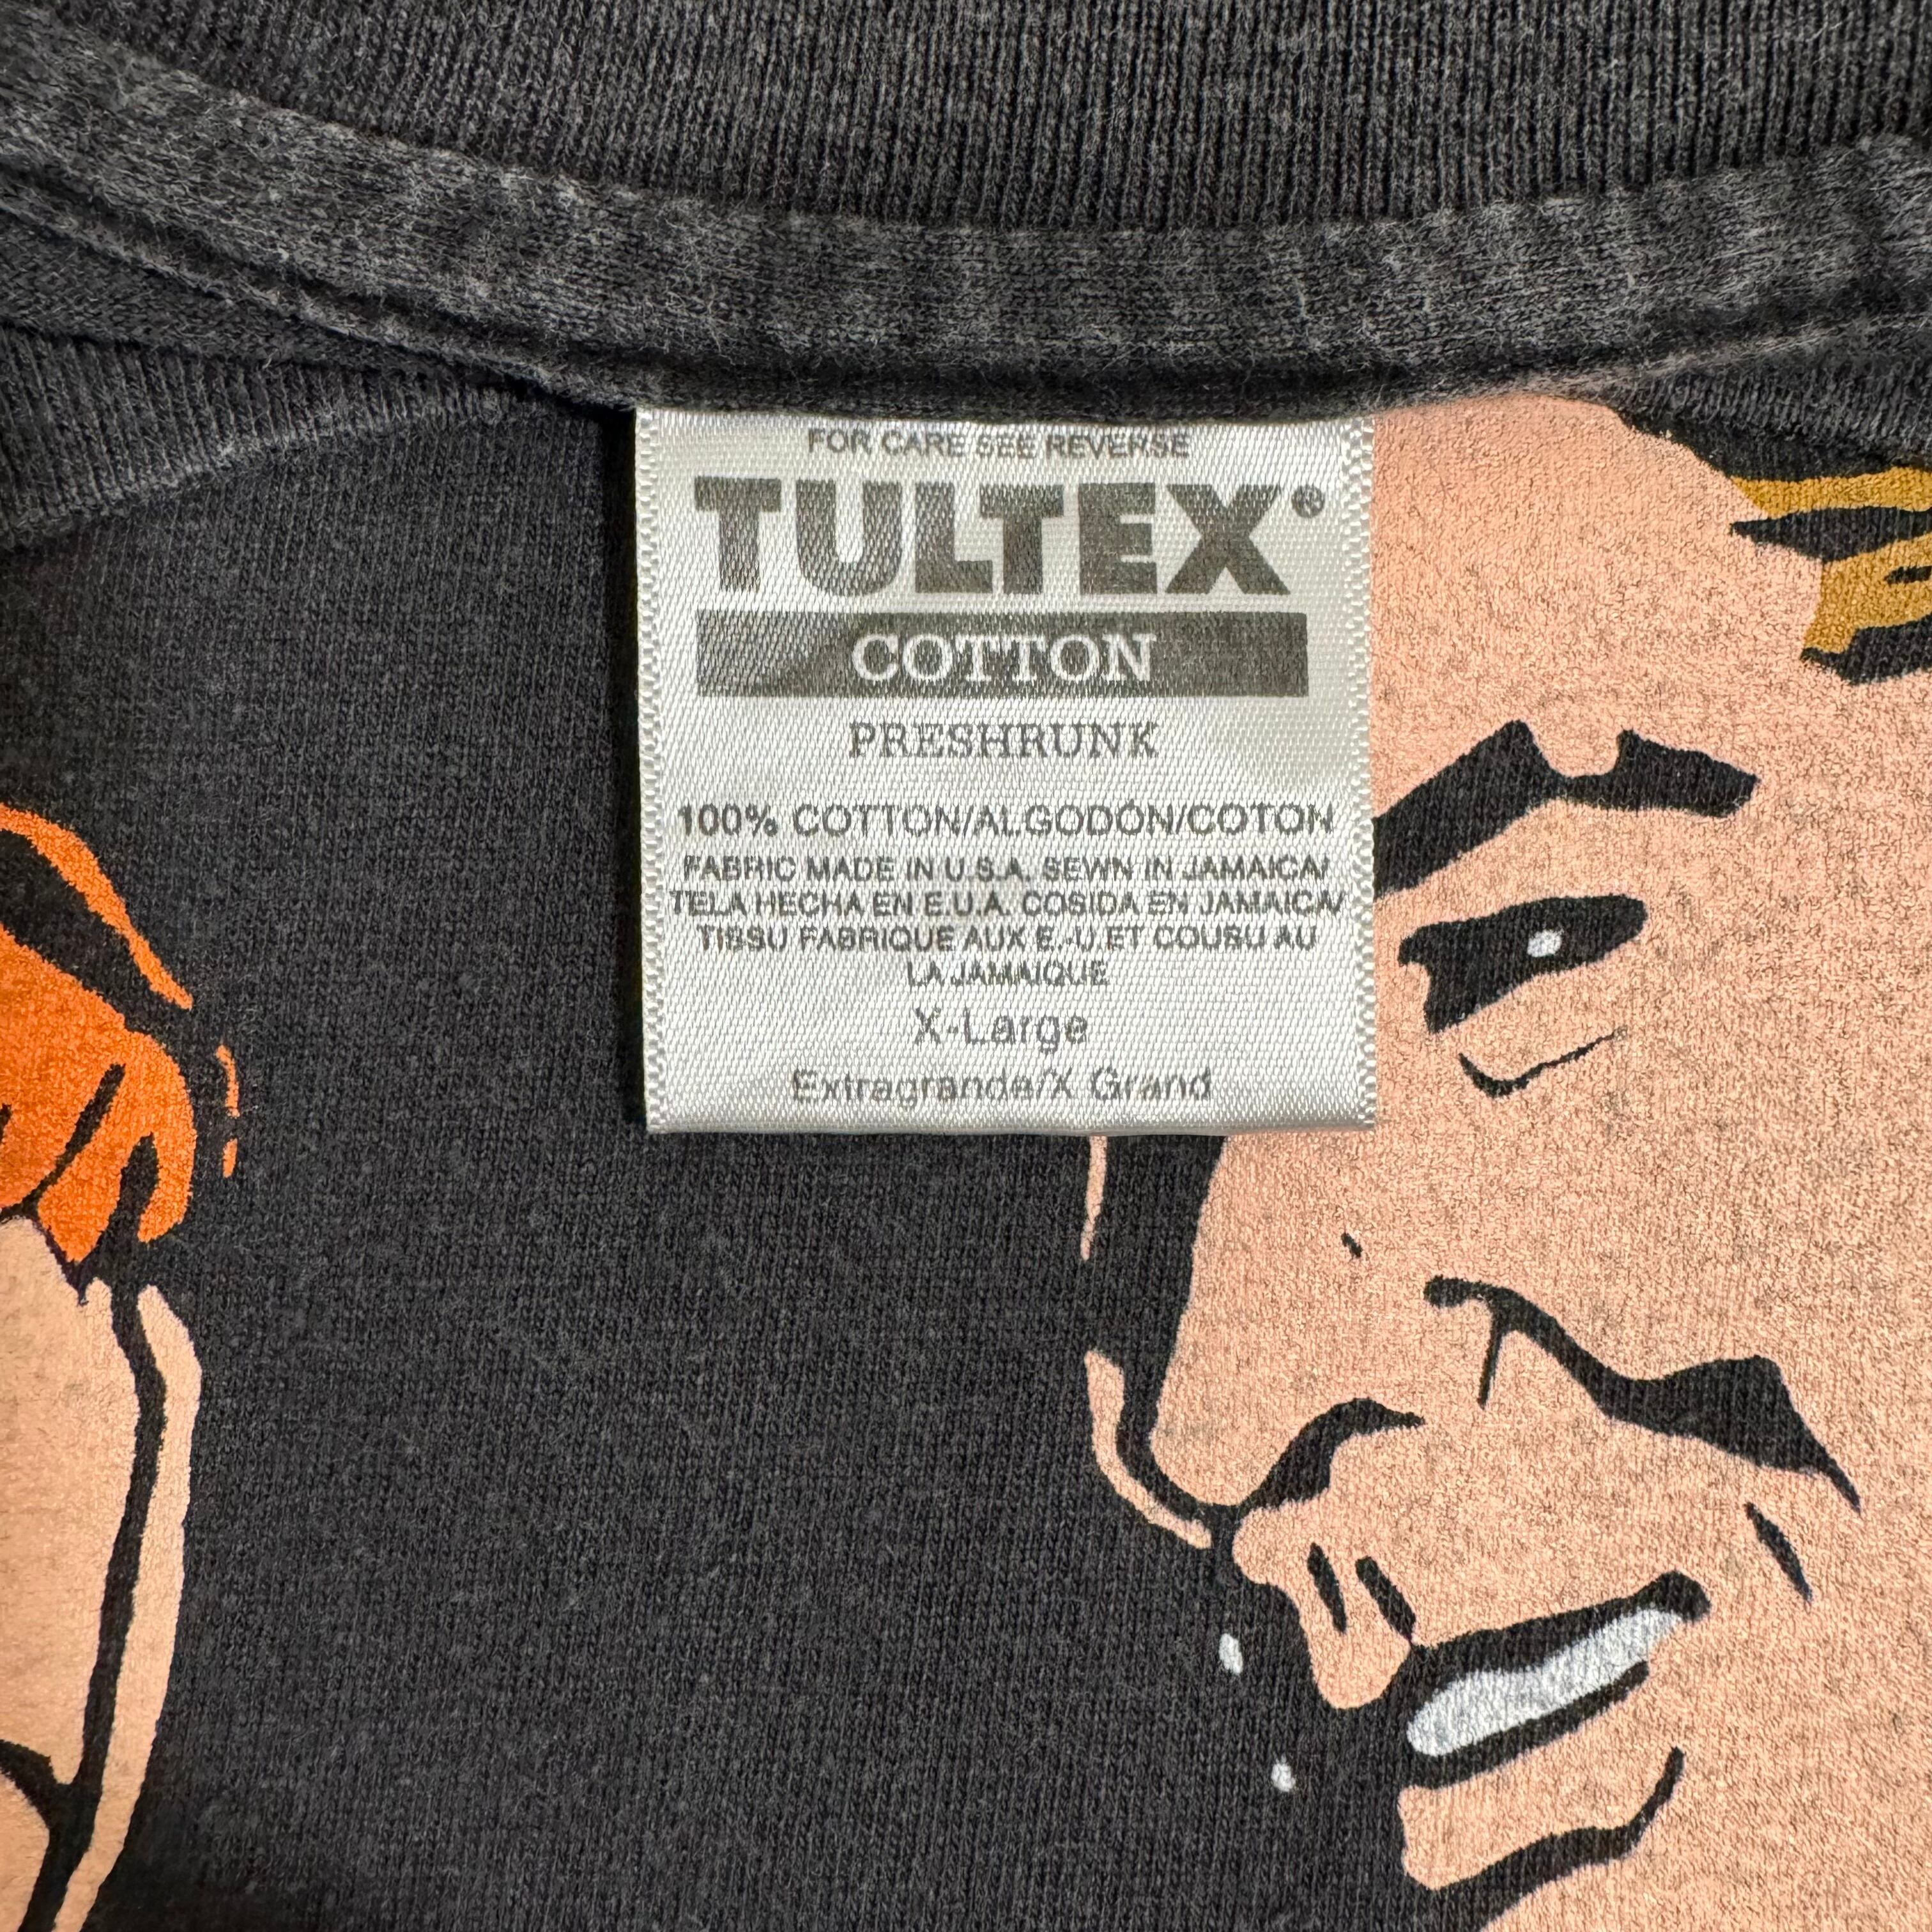 FOR CARE SEE REVERSE
TULTEX®
COTTON
PRESHRUNK
100% COTTON/ALGODÓN/COTON
FABRIC MADE IN U.S.A. SEWN IN JAMAICA/
TELA HECHA EN E.U.A. COSIDA EN JAMAICA/
TISSU FABRIQUE AUX E.-U ET COUSU AU
LA JAMAIQUE
X-Large
Extragrande/X Grand